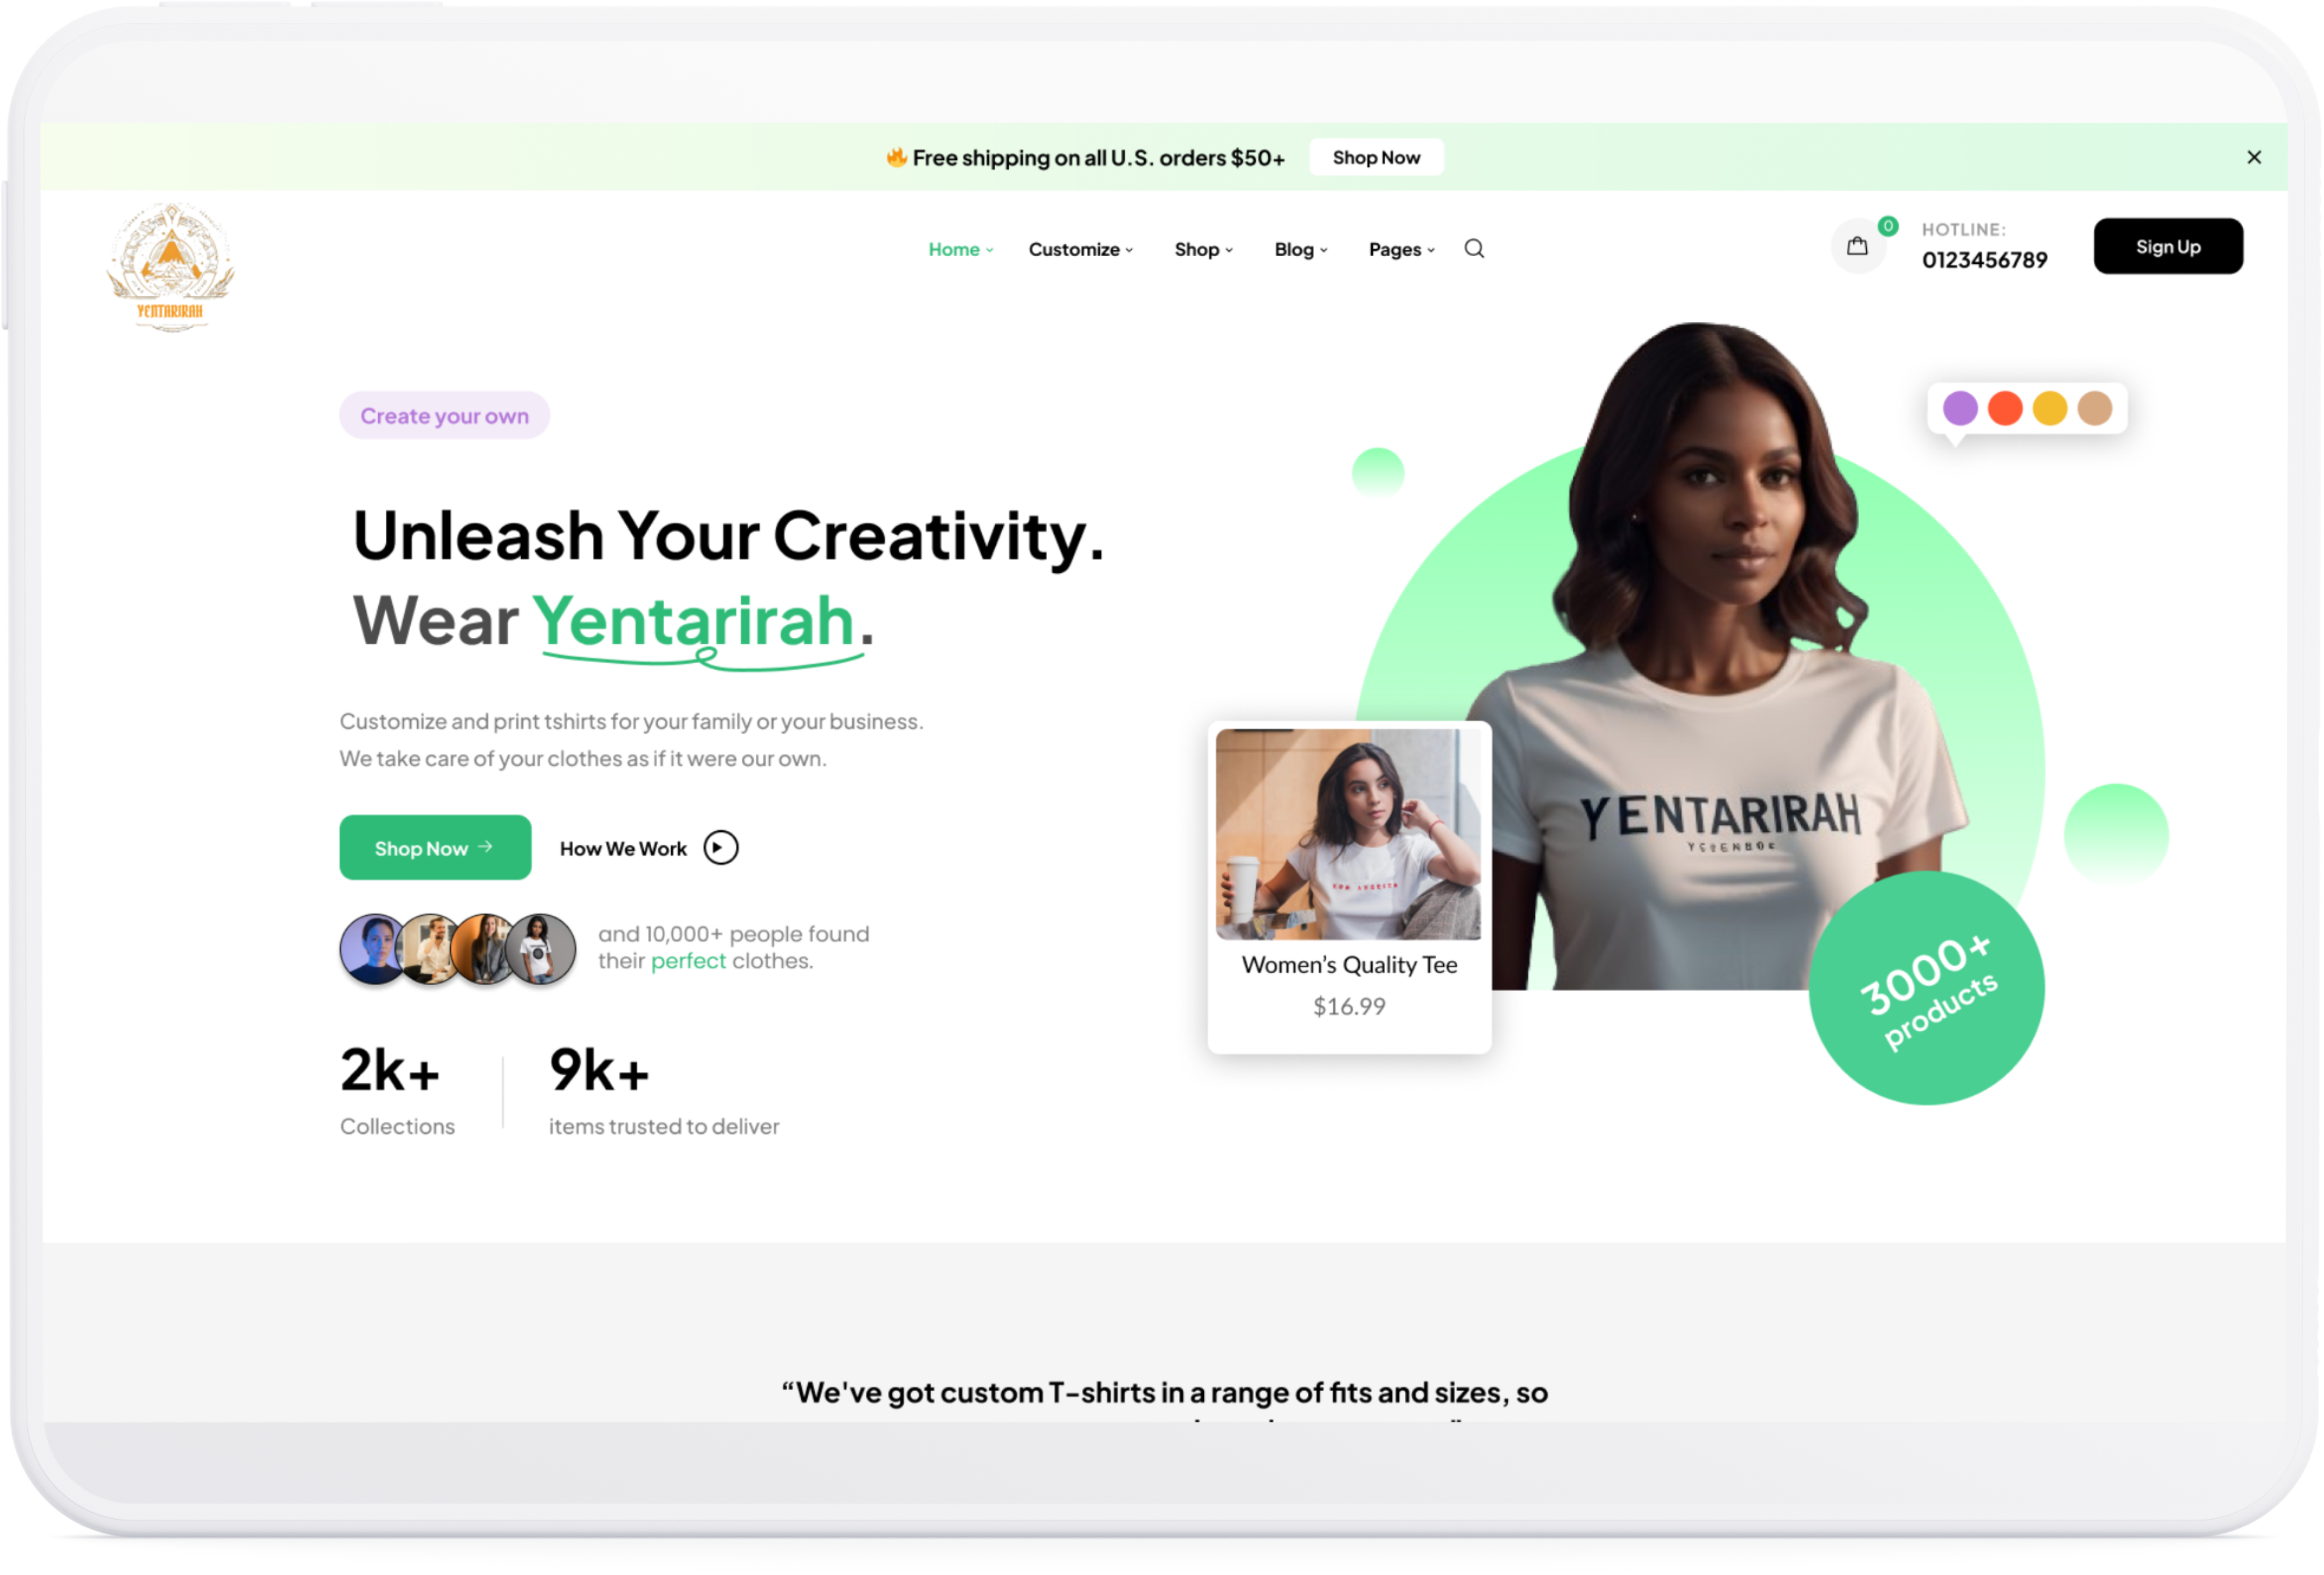 Free shipping on all U.S. orders $50+ Shop Now
YENTARIRAH
Home Customize Shop Blog Pages
0
HOTLINE:
0123456789
Sign Up
Create your own
Unleash Your Creativity.
Wear Yentarirah.
Customize and print tshirts for your family or your business.
We take care of your clothes as if it were our own.
Shop Now → How We Work
and 10,000+ people found
their perfect clothes.
2k+
Collections
9k+
items trusted to deliver
YENTARIRAH
Women's Quality Tee
$16.99
3000+
products
“We've got custom T-shirts in a range of fits and sizes, so